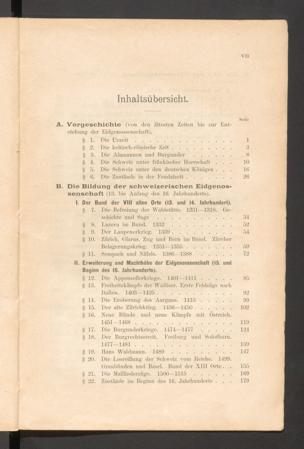 VII
Inhaltsübersicht.
Seite
A. Vorgeschichte (von den ältesten Zeiten bis zur Entstehung der Eidgenossenschaft).
§ 1. Die Urzeit . . . 1
§ 2. Die keltisch-römische Zeit . . . 3
§ 3. Die Alamannen und Burgunder . . . 8
§ 4. Die Schweiz unter fränkischer Herrschaft . 10
§ 5. Die Schweiz unter den deutschen Königen . 16
§ 6. Die Zustände in der Feudalzeit . . . 26
B. Die Bildung der schweizerischen Eidgenos-
senschaft (13. bis Anfang des 16. Jahrhunderts).
I. Der Bund der VIII alten Orte (13. und 14. Jahrhundert).
§ 7. Die Befreiung der Waldstätte. 1231—1318. Ge-
schichte und Sage . . . 34
§ 8. Luzern im Bund. 1332 . . . 52
§ 9. Der Laupenerkrieg. 1339 . . . 54
§ 10. Zürich, Glarus, Zug und Bern im Bund. Zürcher
Belagerungskrieg. 1351—1355 . . . 59
§ 11. Sempach und Näfels. 1386—1388 . . . 72
II. Erweiterung und Machthöhe der Eidgenossenschaft (15. und
Beginn des 16. Jahrhunderts).
§ 12. Die Appenzellerkriege. 1401—1411 . . . 85
§ 13. Freiheitskämpfe der Walliser. Erste Feldzüge nach
Italien. 1403—1425 . . . 92
§ 14. Die Eroberung des Aargaus. 1415 . . . 99
§ 15. Der alte Zürichkrieg. 1436—1450 . . . 102
§ 16. Neue Bünde und neue Kämpfe mit Östreich.
1451—1468 . . . 119
§ 17. Die Burgunderkriege. 1474—1477 . . . 124
§ 18. Der Burgrechtsstreit. Freiburg und Solothurn.
1477—1481 . . . 139
§ 19. Hans Waldmann. 1489 . . . 147
§ 20. Die Losreißung der Schweiz vom Reiche. 1499.
Graubünden und Basel. Bund der XIII Orte . . 155
§ 21. Die Mailänderzüge. 1500—1515 . . . 169
§ 22. Zustände im Beginn des 16. Jahrhunderts . . . 179